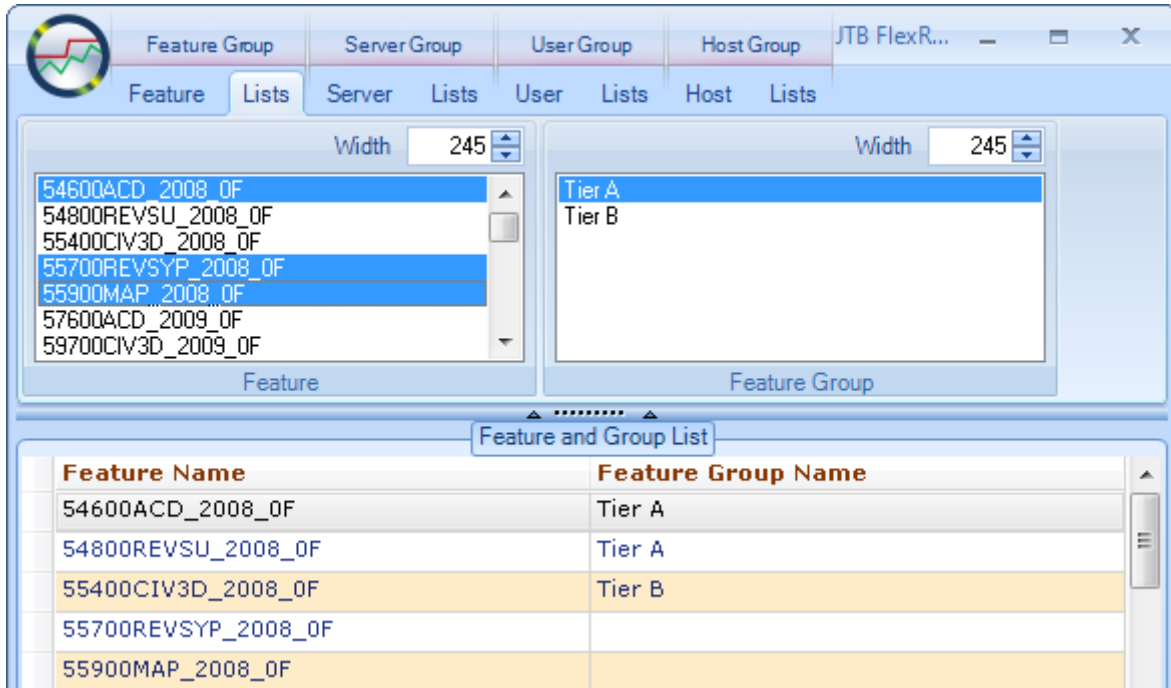 Feature Group Server Group User Group Host Group JTB FlexR...
Feature Lists Server Lists User Lists Host Lists
Width 245 Width 245
54600ACD_2008_0F
54800REVSU_2008_0F
55400CIV3D_2008_0F
55700REVSYP_2008_0F
55900MAP_2008_0F
57600ACD_2009_0F
59700CIV3D_2009_0F
Tier A
Tier B
Feature Feature Group
Feature and Group List
Feature Name Feature Group Name
54600ACD_2008_0F Tier A
54800REVSU_2008_0F Tier A
55400CIV3D_2008_0F Tier B
55700REVSYP_2008_0F
55900MAP_2008_0F